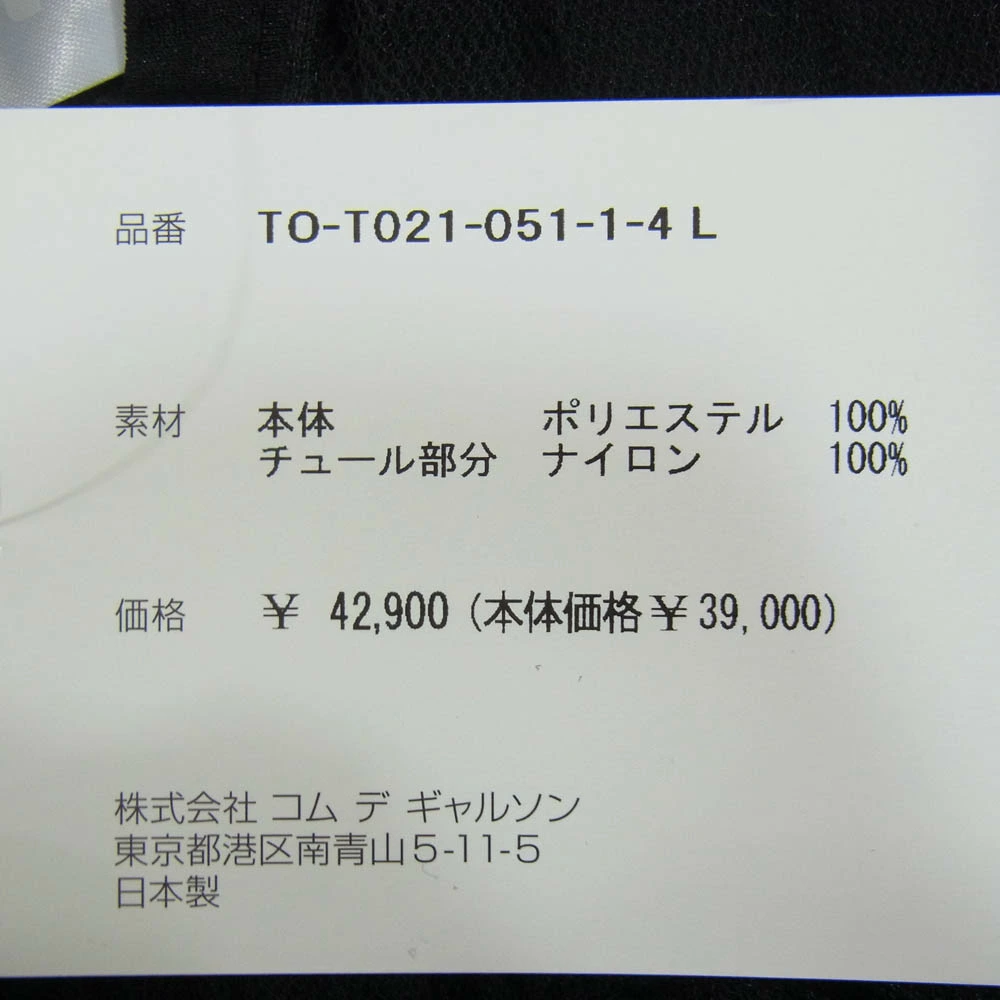 品番 TO-T021-051-1-4 L
素材 本体 ポリエステル 100%
チュール部分 ナイロン 100%
価格 ¥ 42,900 (本体価格¥39,000)
株式会社 コム デ ギャルソン
東京都港区南青山5-11-5
日本製